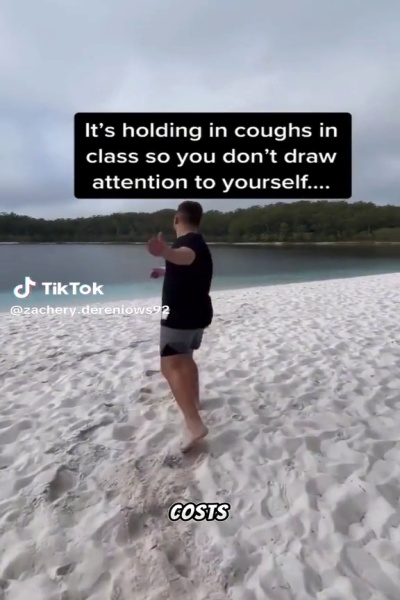 It's holding in coughs in
class so you don't draw
attention to yourself....
TikTok
@zachery.dereniows92
COSTS